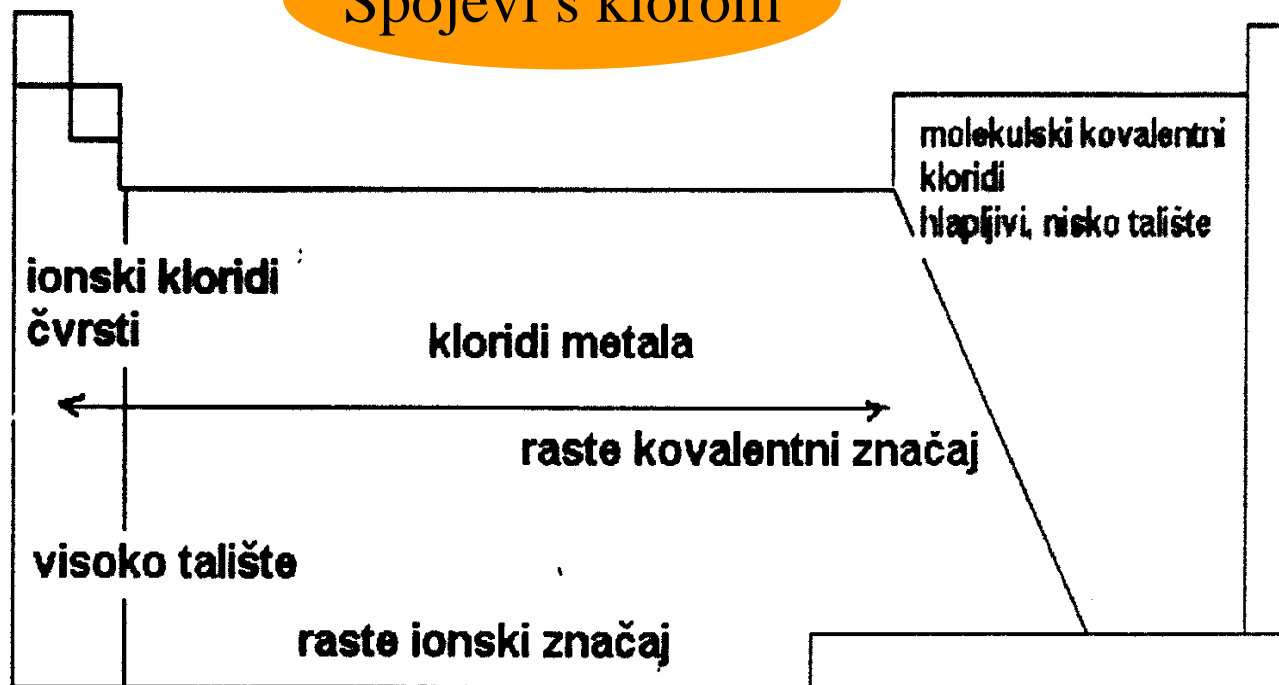 Spojevi s klorom
molekulski kovalentni
kloridi
hlapljivi, nisko talište
ionski kloridi
čvrsti
kloridi metala
raste kovalentni značaj
visoko talište
raste ionski značaj